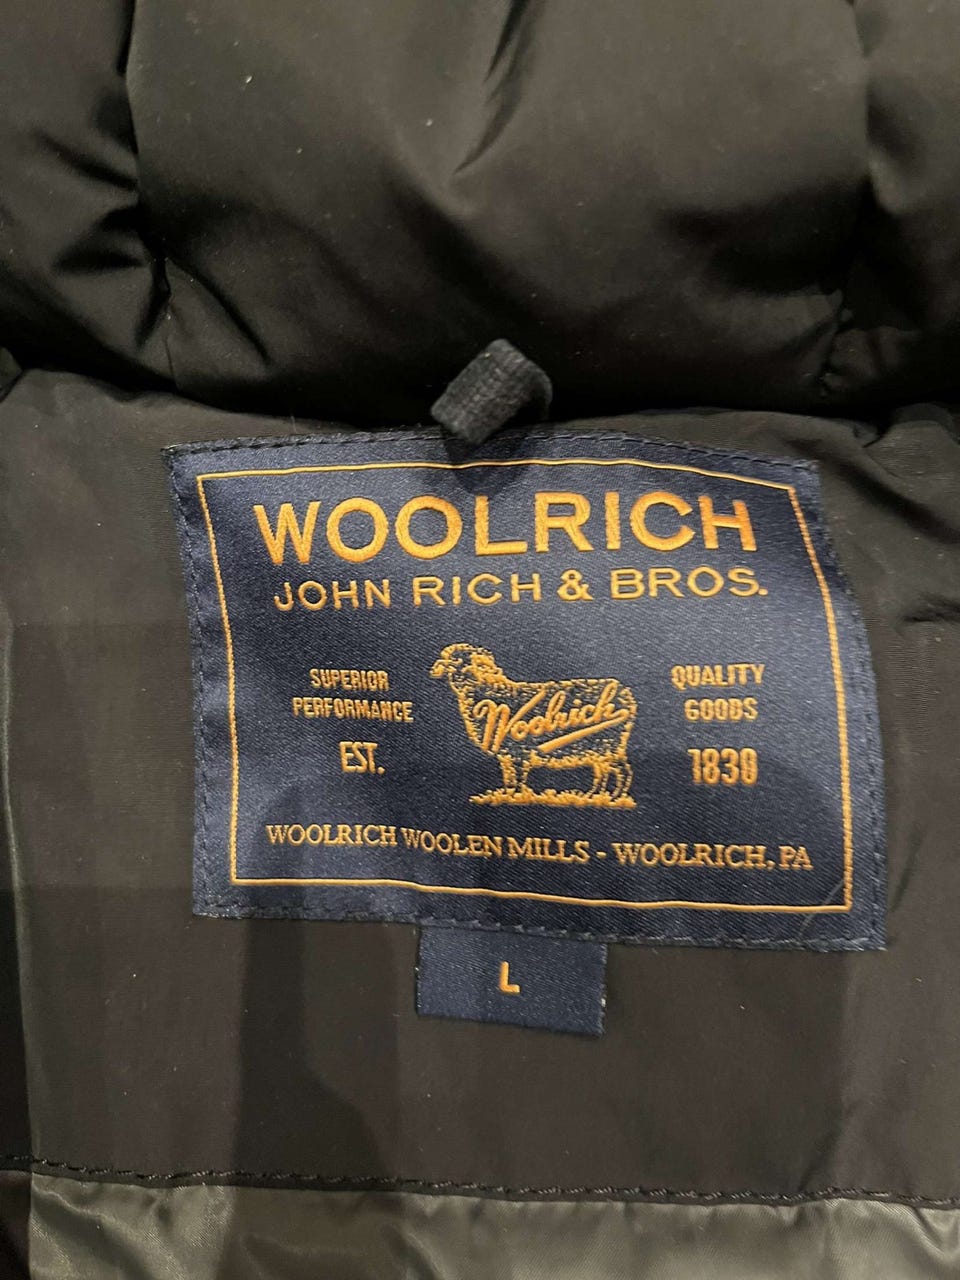 WOOLRICH
JOHN RICH & BROS.
SUPERIOR
PERFORMANCE
EST.
Woolrich
QUALITY
GOODS
1830
WOOLRICH WOOLEN MILLS - WOOLRICH, PA
L